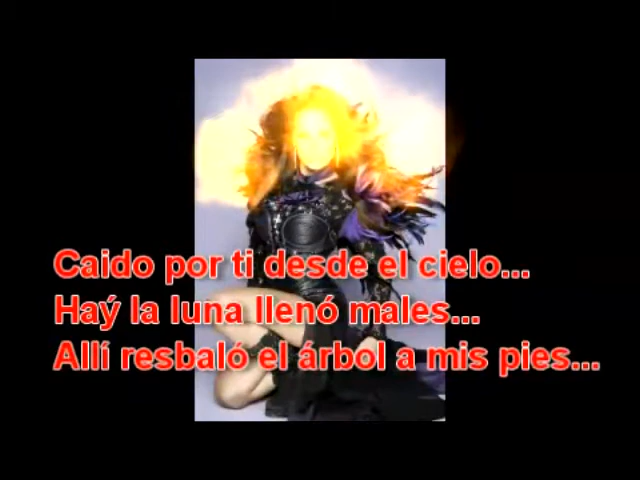 Caido por ti desde el cielo...
Haý la luna llenó males...
Allí resbaló el árbol a mis pies...